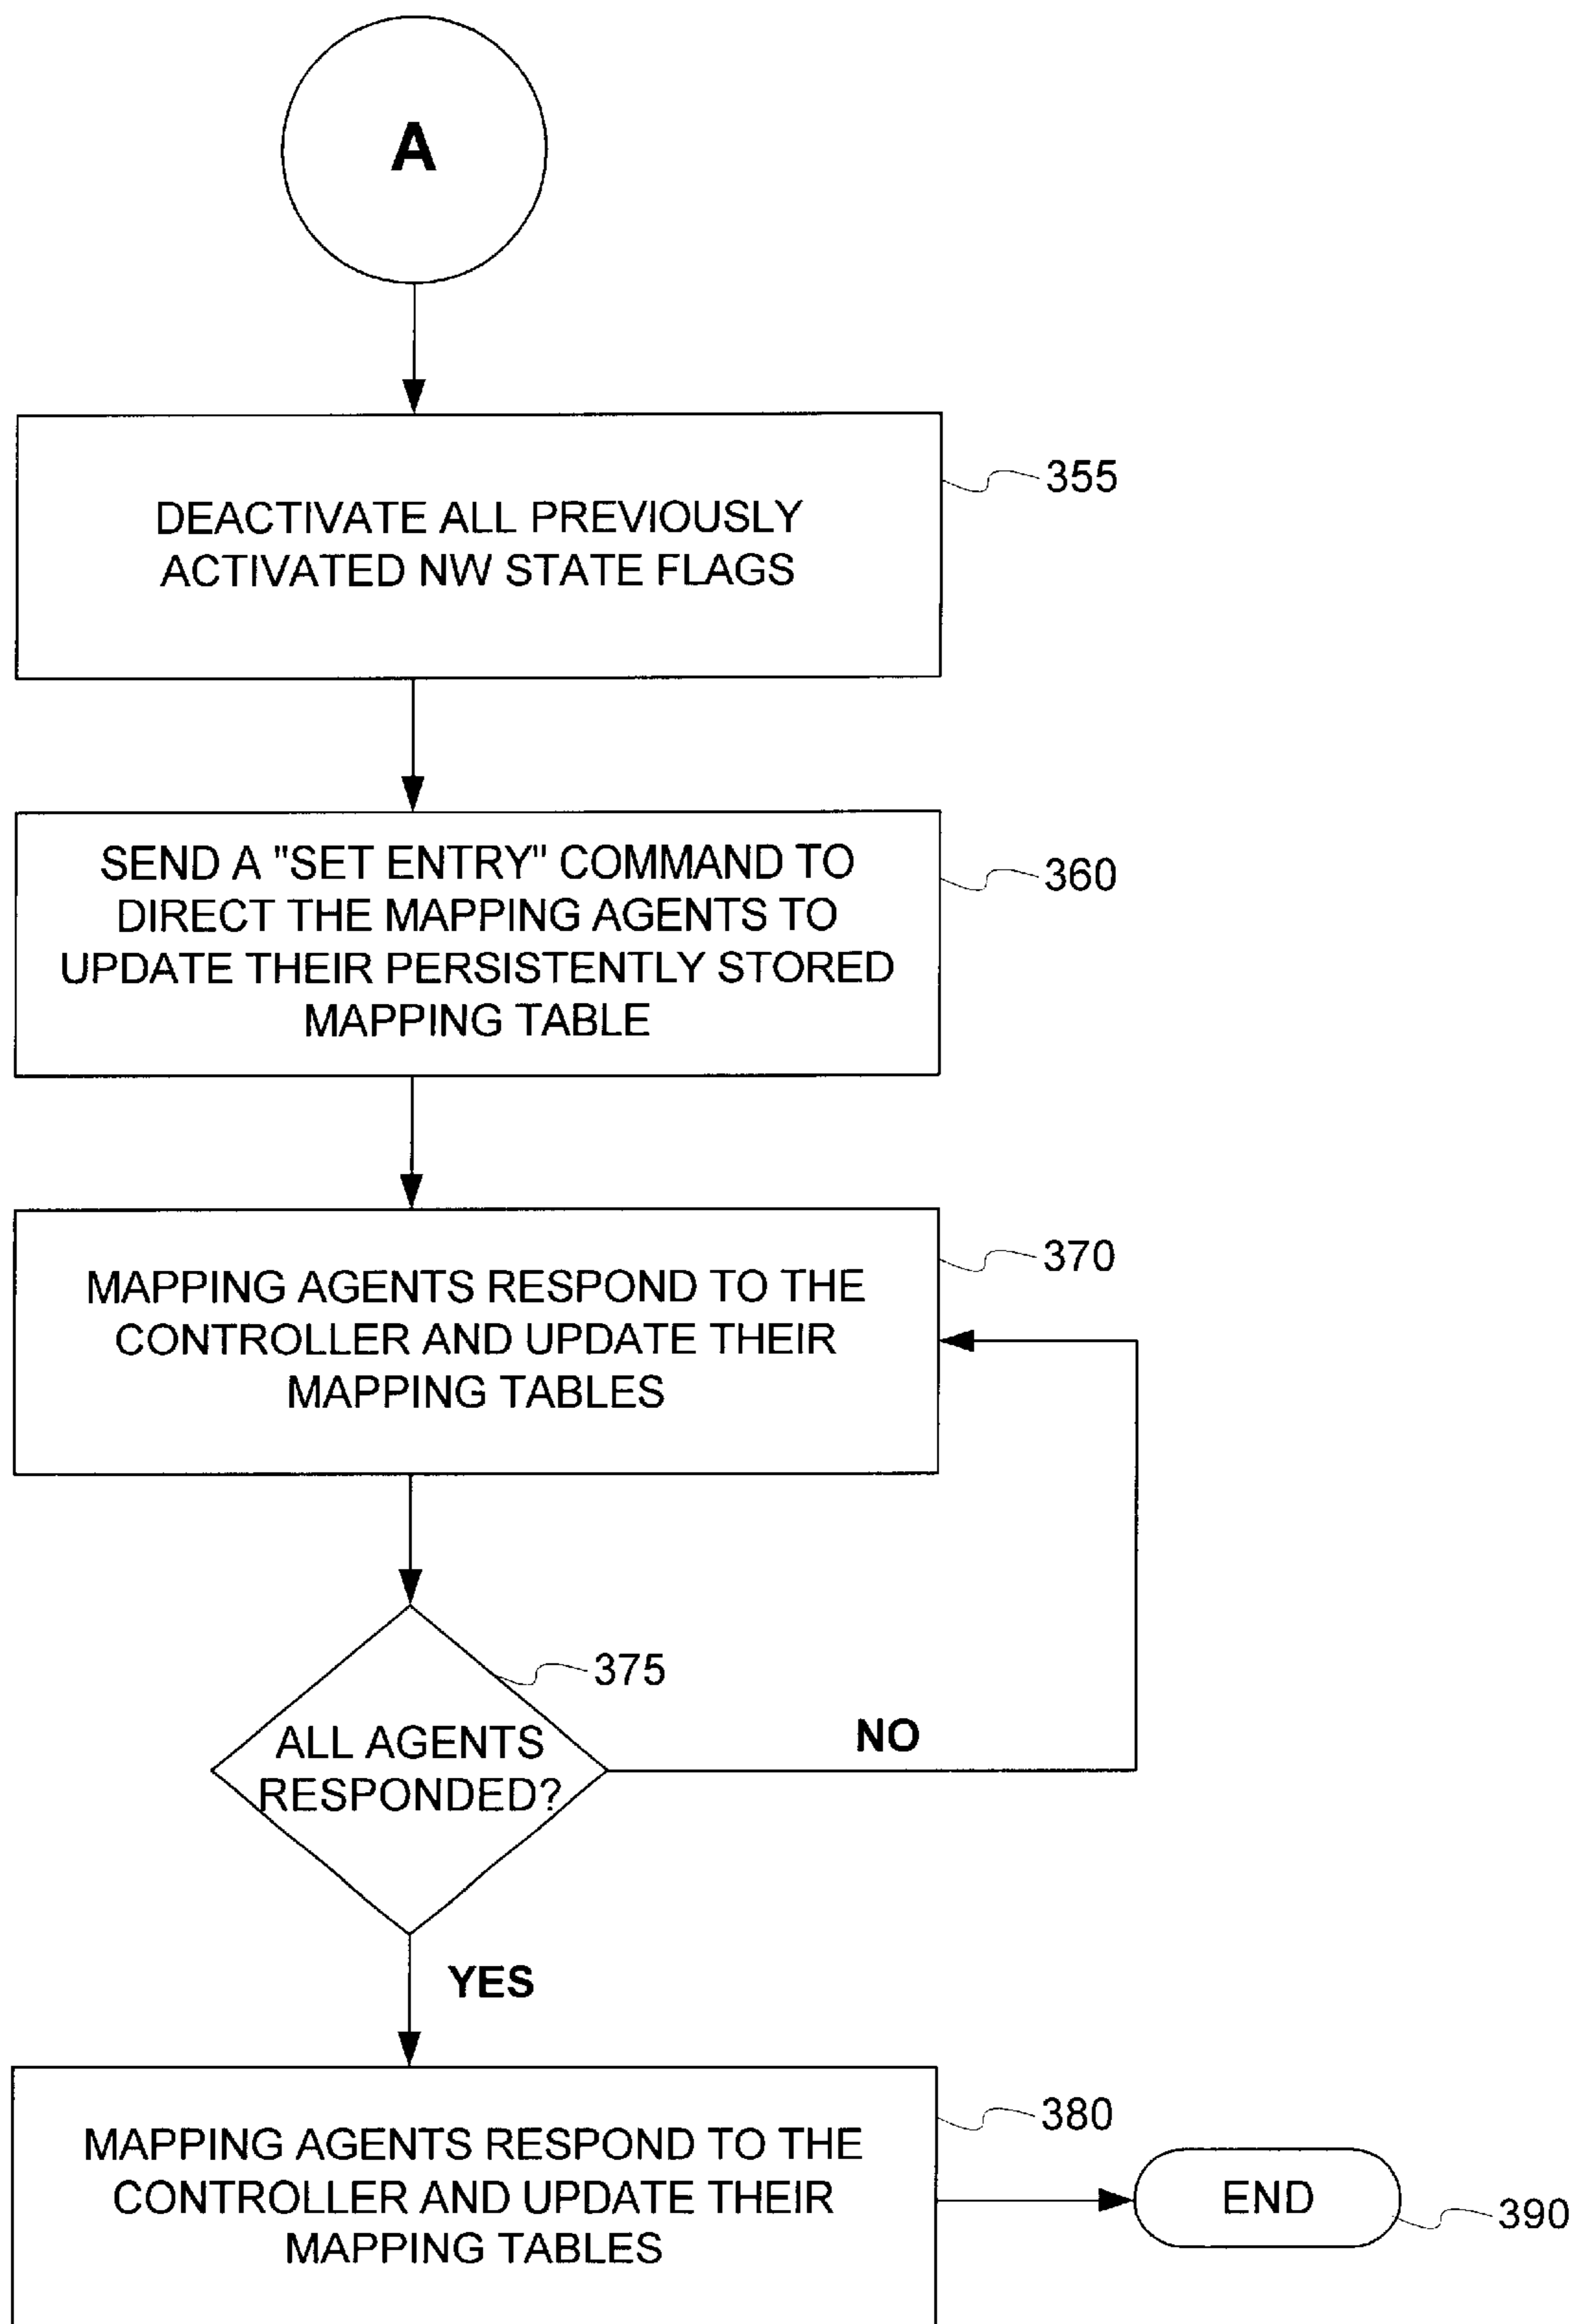 A
DEACTIVATE ALL PREVIOUSLY
ACTIVATED NW STATE FLAGS
355
SEND A "SET ENTRY" COMMAND TO
DIRECT THE MAPPING AGENTS TO
UPDATE THEIR PERSISTENTLY STORED
MAPPING TABLE
360
MAPPING AGENTS RESPOND TO THE
CONTROLLER AND UPDATE THEIR
MAPPING TABLES
370
375
ALL AGENTS
RESPONDED?
NO
YES
MAPPING AGENTS RESPOND TO THE
CONTROLLER AND UPDATE THEIR
MAPPING TABLES
380
END
390